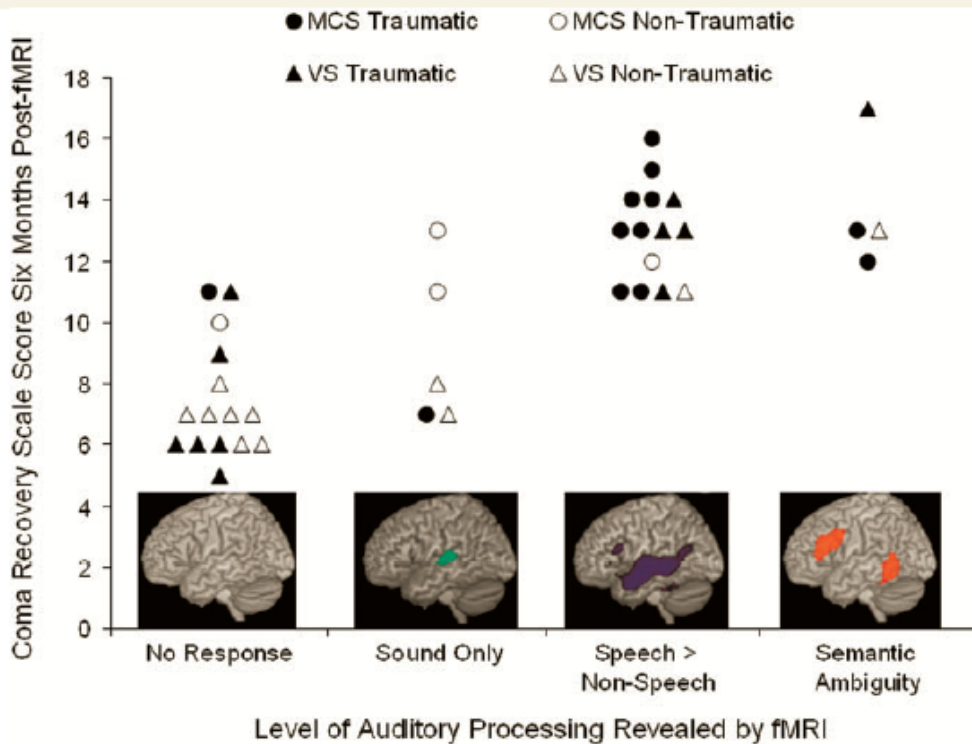 ● MCS Traumatic ○ MCS Non-Traumatic
▲ VS Traumatic △ VS Non-Traumatic
Coma Recovery Scale Score Six Months Post-fMRI
18
16
14
12
10
8
6
4
2
0
No Response Sound Only Speech > Semantic
Non-Speech Ambiguity
Level of Auditory Processing Revealed by fMRI